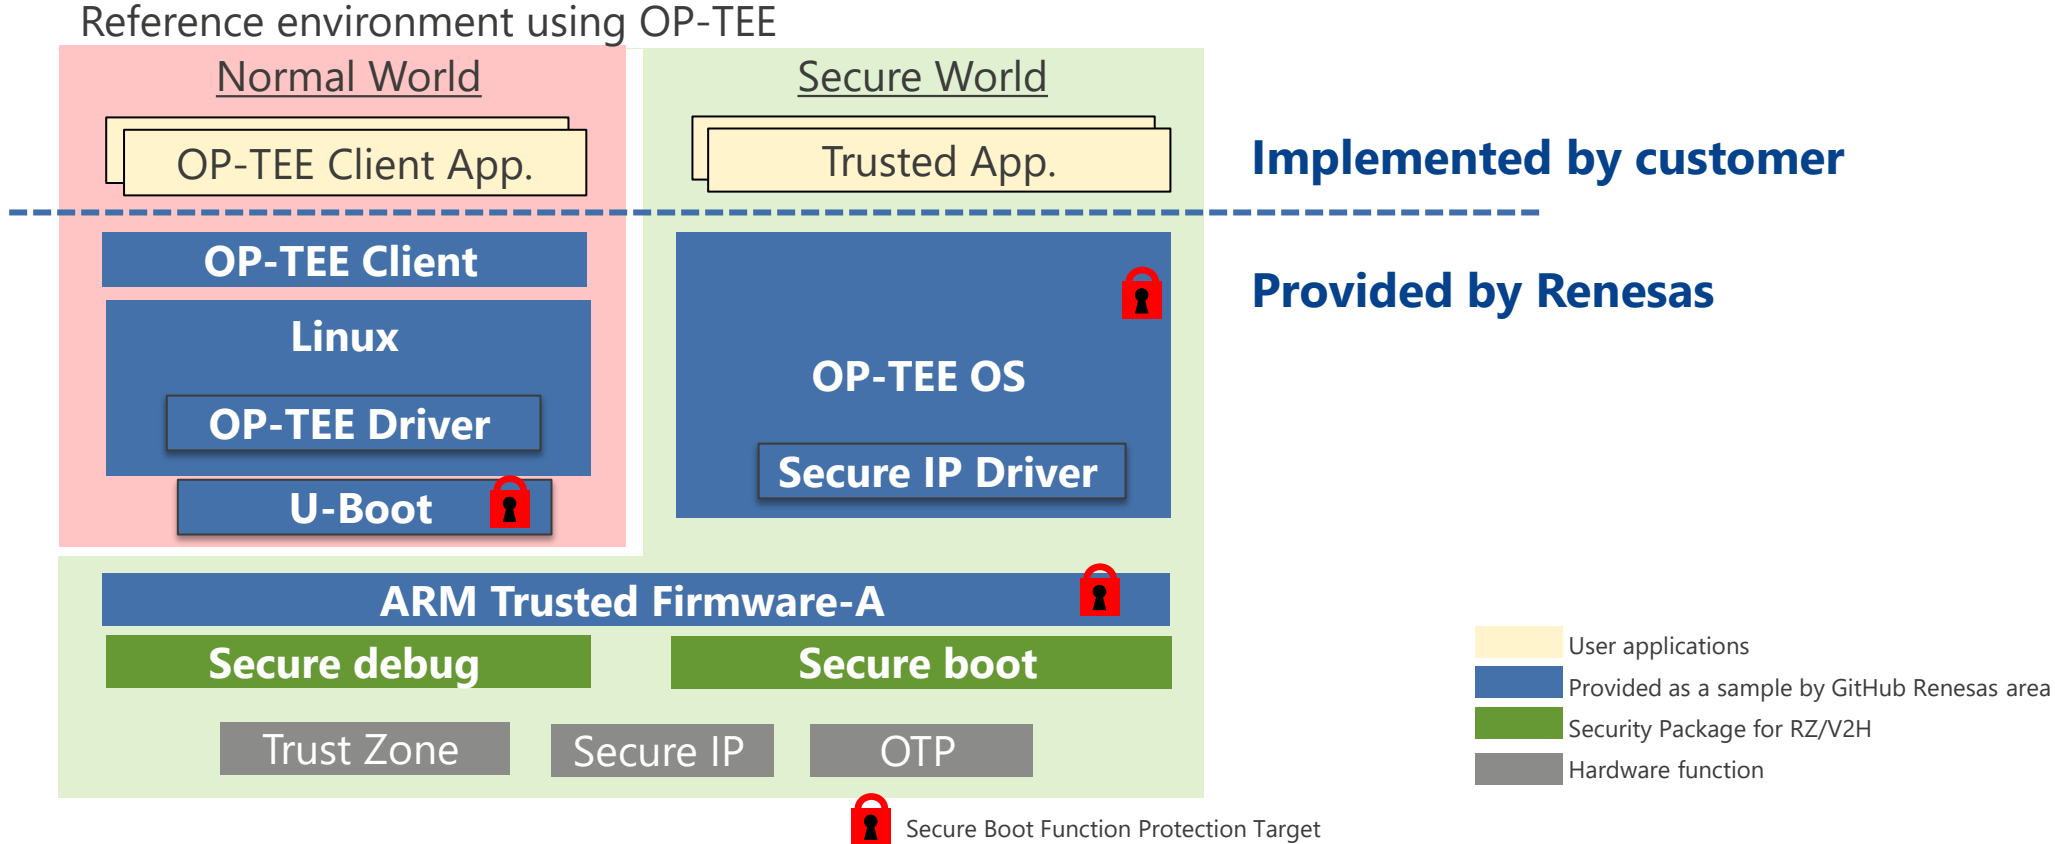 Reference environment using OP-TEE
Normal World
Secure World
OP-TEE Client App.
Trusted App.
Implemented by customer
OP-TEE Client
Provided by Renesas
Linux
OP-TEE OS
OP-TEE Driver
Secure IP Driver
U-Boot
ARM Trusted Firmware-A
Secure debug
Secure boot
Trust Zone
Secure IP
OTP
User applications
Provided as a sample by GitHub Renesas area
Security Package for RZ/V2H
Hardware function
Secure Boot Function Protection Target